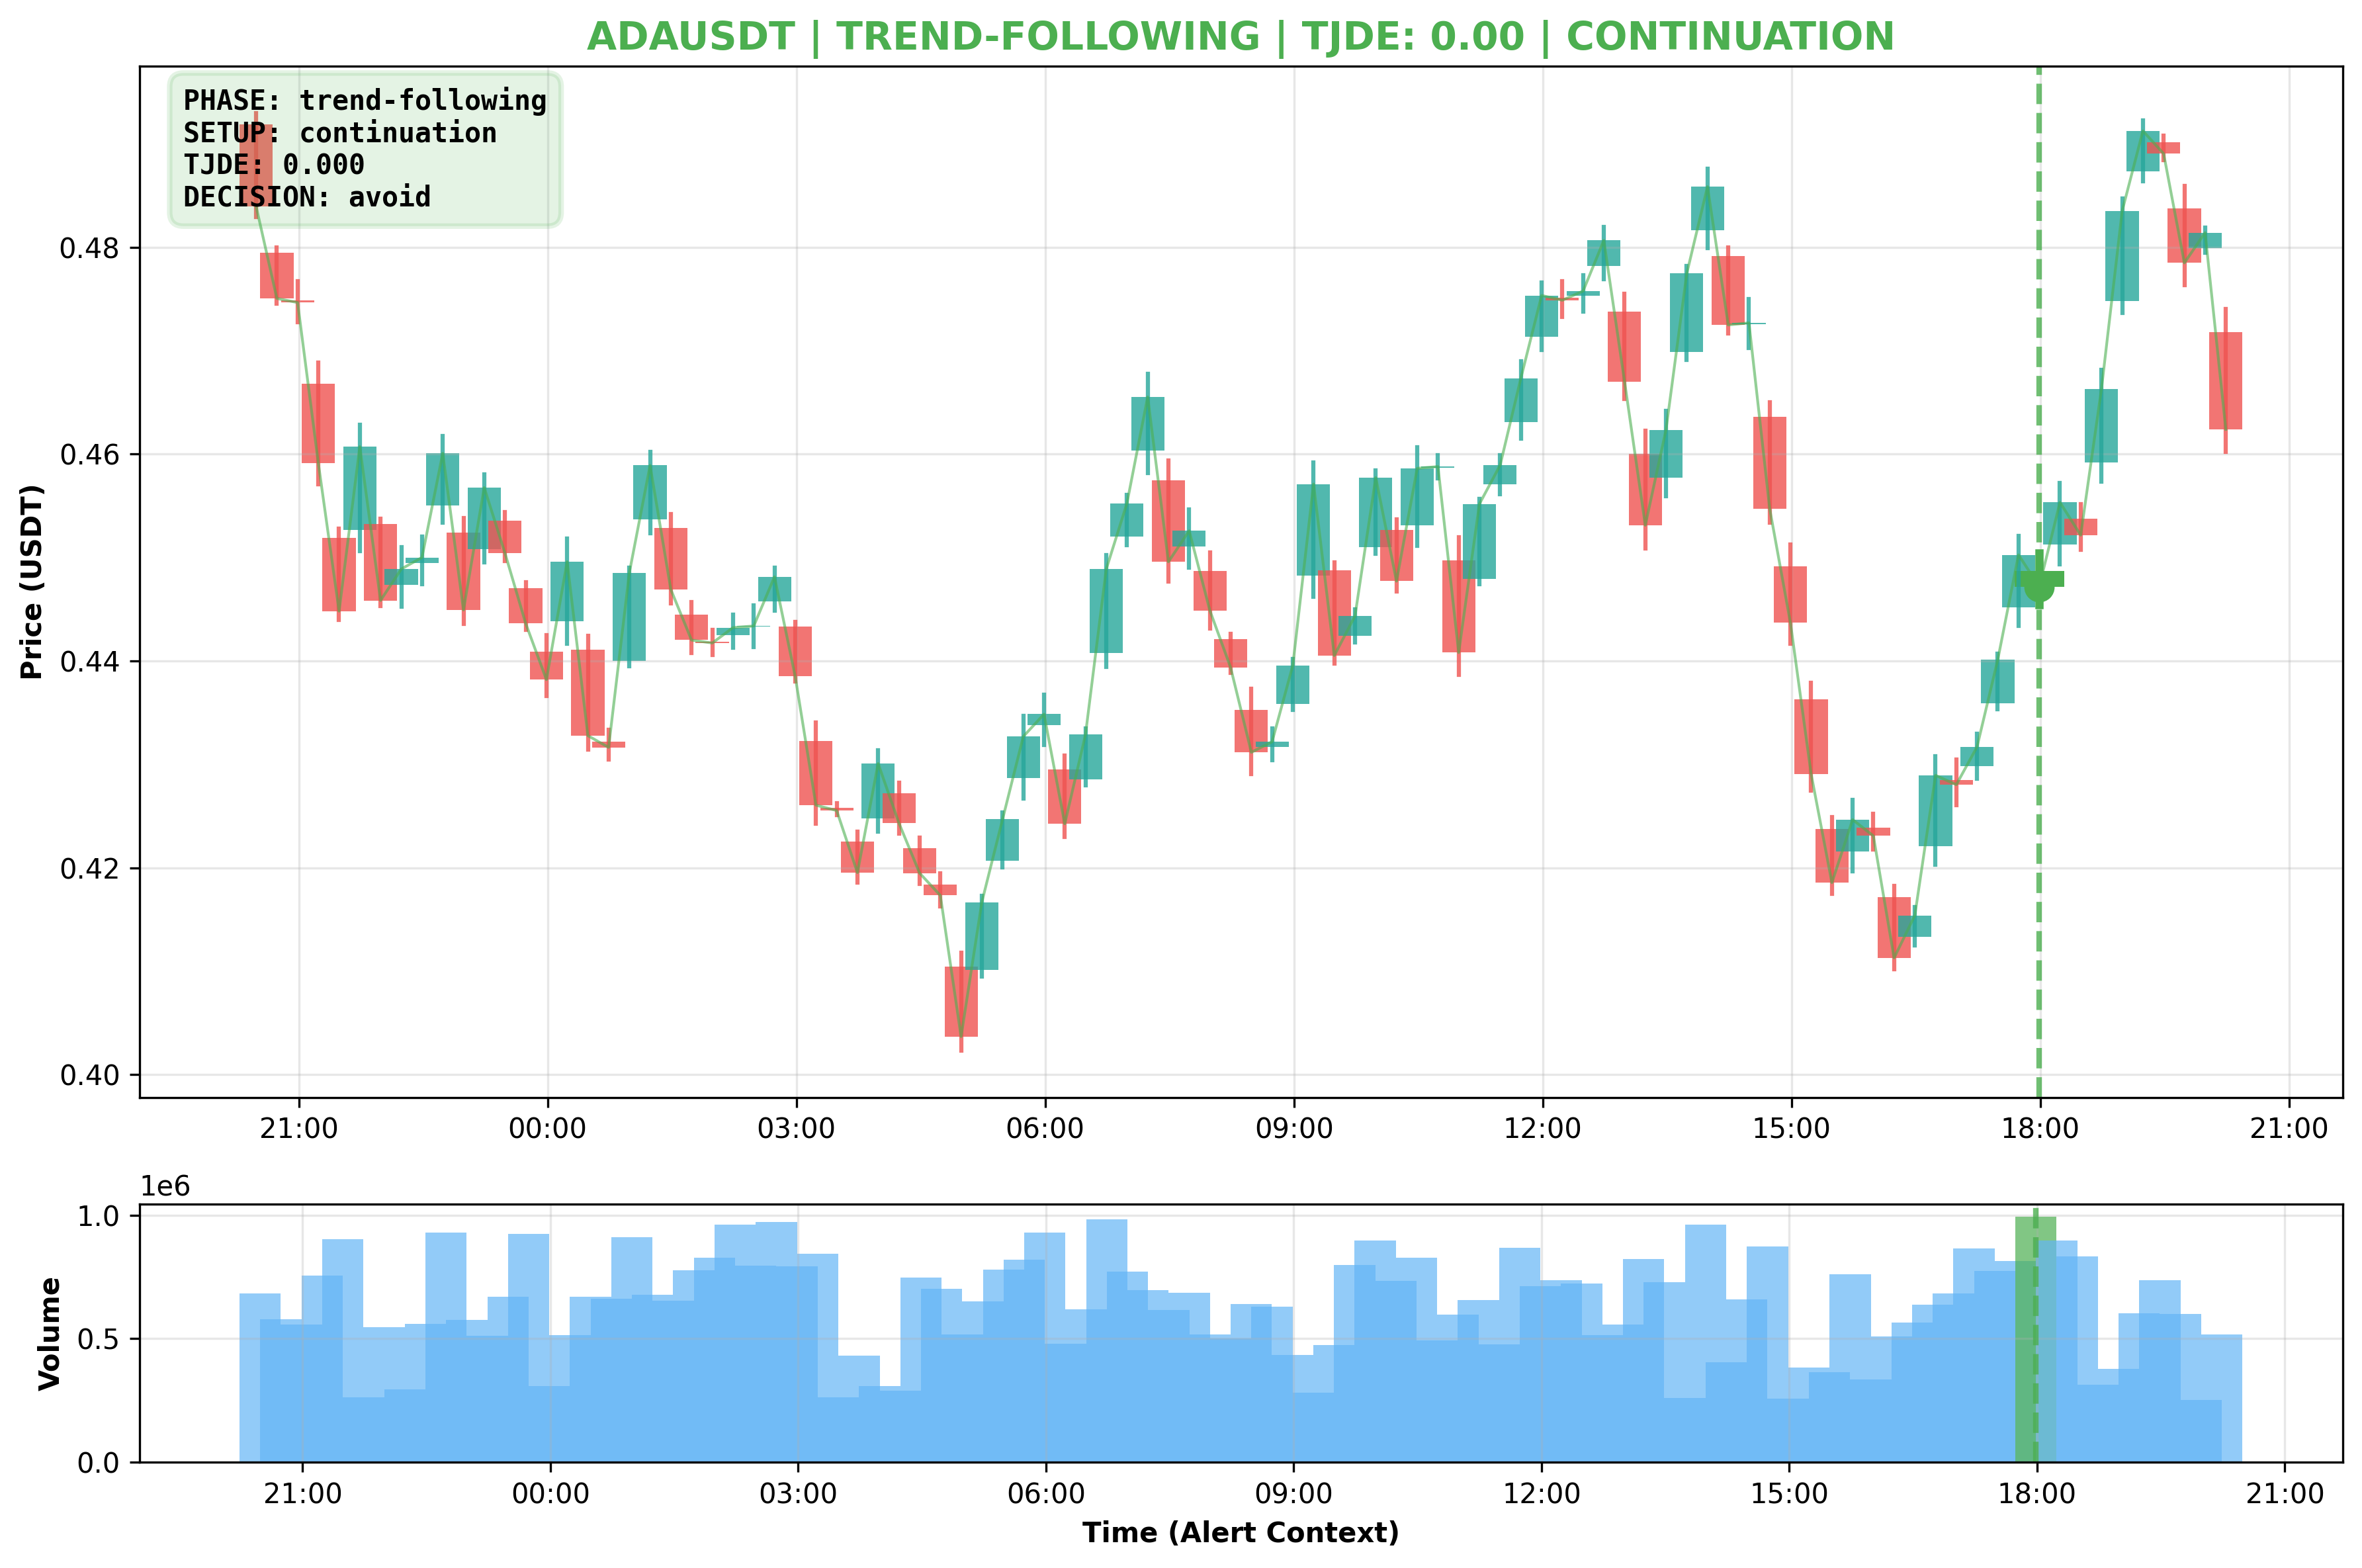 ADAUSDT | TREND-FOLLOWING | TJDE: 0.00 | CONTINUATION
PHASE: trend-following
SETUP: continuation
TJDE: 0.000
DECISION: avoid
Price (USDT)
0.48
0.46
0.44
0.42
0.40
21:00 00:00 03:00 06:00 09:00 12:00 15:00 18:00 21:00
1e6
Volume
1.0
0.5
0.0
21:00 00:00 03:00 06:00 09:00 12:00 15:00 18:00 21:00
Time (Alert Context)